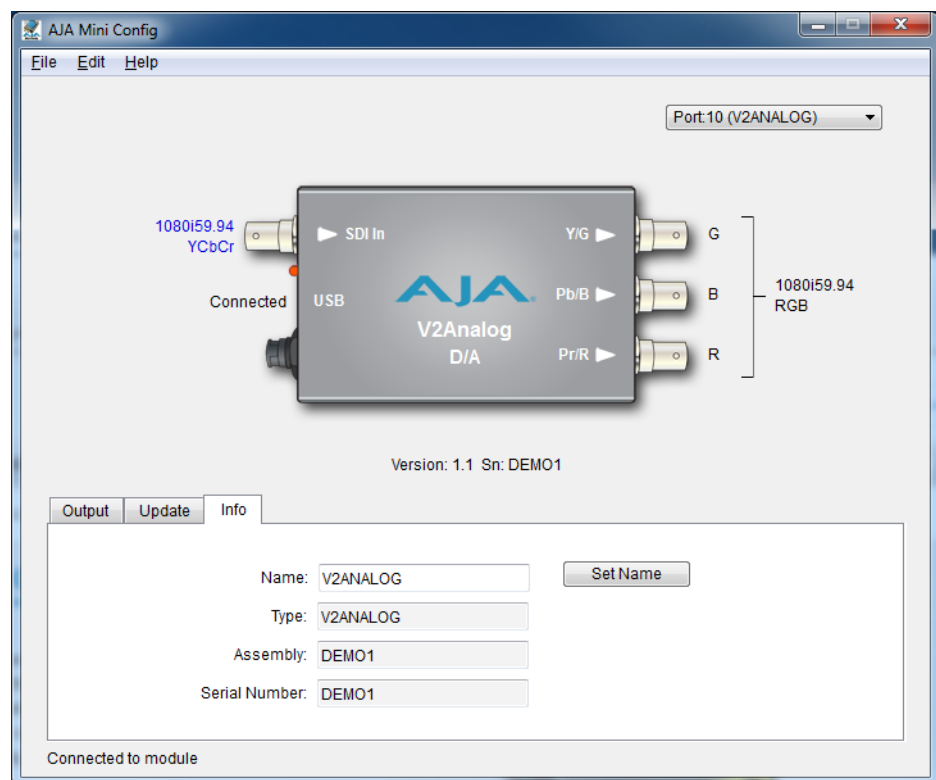 AJA Mini Config
File Edit Help
Port:10 (V2ANALOG)
1080i59.94
YCbCr
SDI In
Y/G
G
Connected
USB
AJA
Pb/B
B
1080i59.94
RGB
V2Analog
D/A
Pr/R
R
Version: 1.1 Sn: DEMO1
Output Update Info
Name: V2ANALOG Set Name
Type: V2ANALOG
Assembly: DEMO1
Serial Number: DEMO1
Connected to module